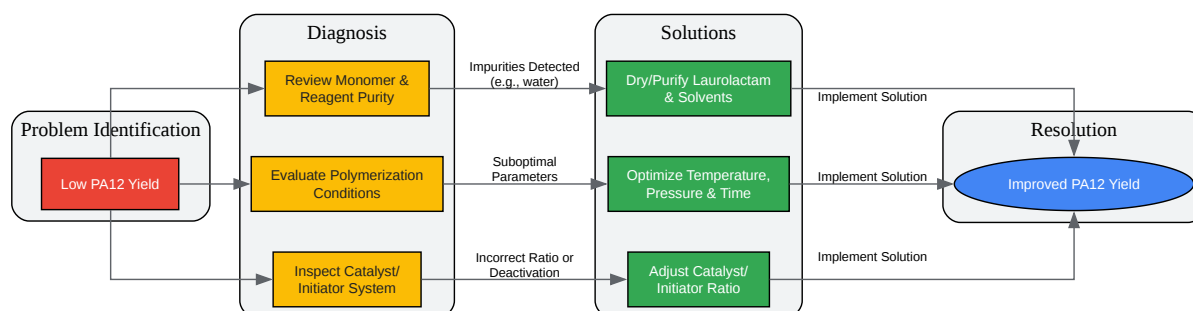 Diagnosis
Solutions
Review Monomer &
Reagent Purity
Impurities Detected
(e.g., water)
Dry/Purify Laurolactam
& Solvents
Implement Solution
Problem Identification
Resolution
Low PA12 Yield
Evaluate Polymerization
Conditions
Suboptimal
Parameters
Optimize Temperature,
Pressure & Time
Implement Solution
Improved PA12 Yield
Inspect Catalyst/
Initiator System
Incorrect Ratio or
Deactivation
Adjust Catalyst/
Initiator Ratio
Implement Solution